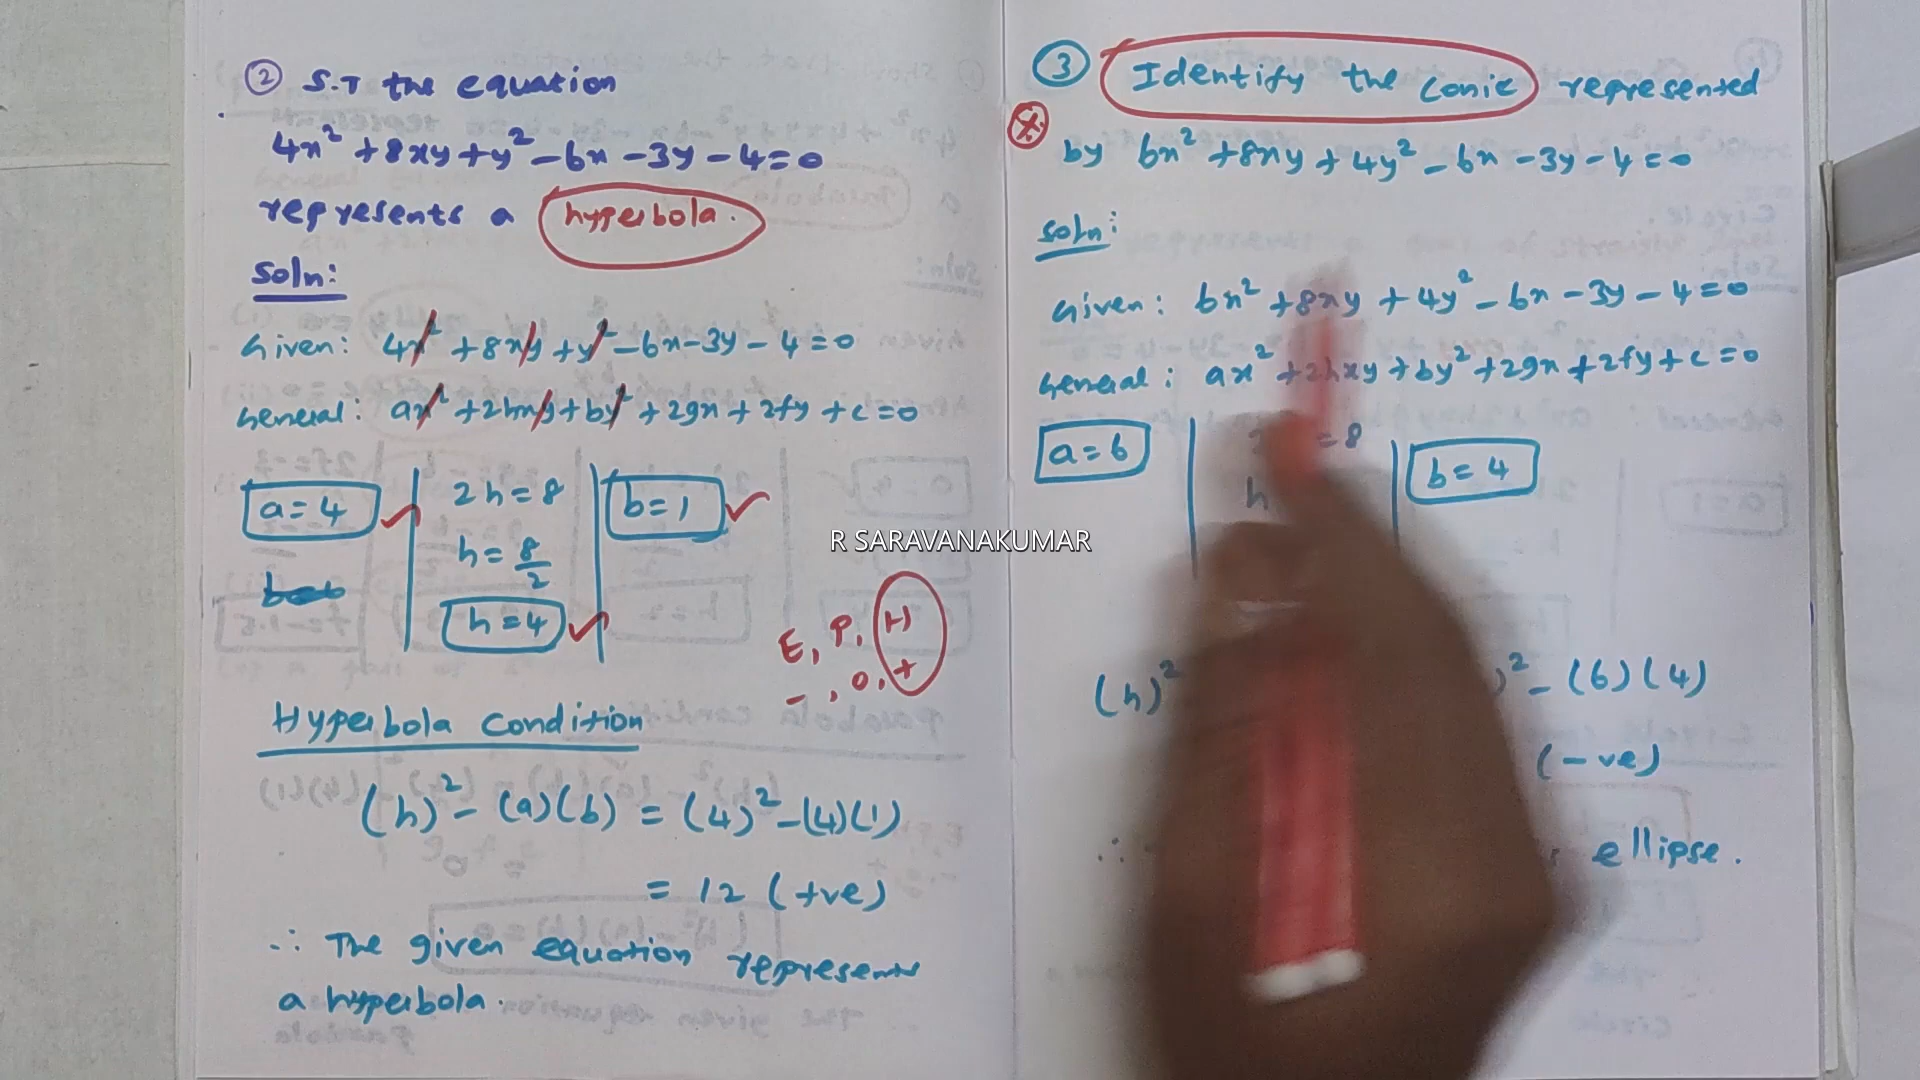 ② S.T the equation
4x² + 8xy + y² - 6x - 3y - 4 = 0
represents a hyperbola.
Soln:
Given: 4x² + 8xy + y² - 6x - 3y - 4 = 0
General: ax² + 2hxy + by² + 2gx + 2fy + c = 0
a = 4
2h = 8
h = 8/2
h = 4
b = 1
E, P, H
-, 0, +
Hyperbola Condition
(h)² - (a)(b) = (4)² - (4)(1)
= 12 (+ve)
∴ The given equation represents
a hyperbola.
③ Identify the conic represented
by 6x² + 8xy + 4y² - 6x - 3y - 4 = 0
Soln:
Given: 6x² + 8xy + 4y² - 6x - 3y - 4 = 0
General: ax² + 2hxy + by² + 2gx + 2fy + c = 0
a = 6
= 8
h
b = 4
(h)² )² - (6)(4)
(-ve)
∴ ellipse.
R SARAVANAKUMAR